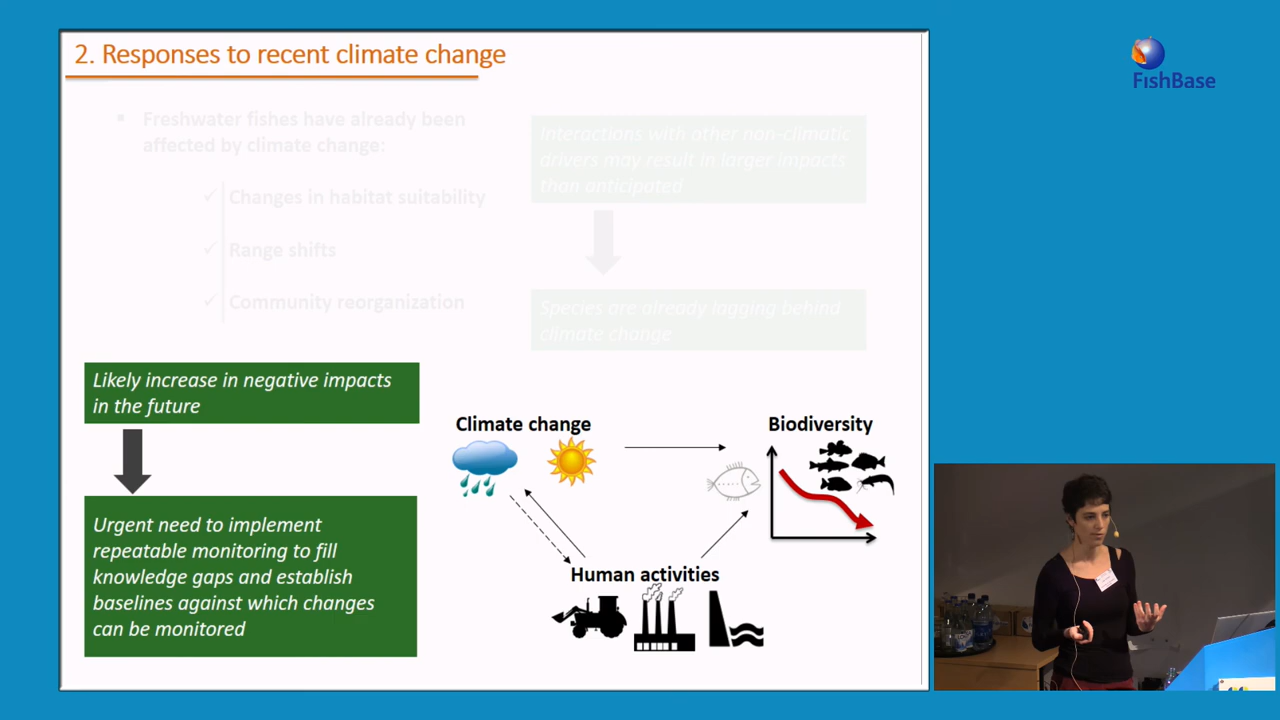 2. Responses to recent climate change
FishBase
Freshwater fishes have already been
affected by climate change:
Changes in habitat suitability
Range shifts
Community reorganization
Interactions with other non-climatic
drivers may result in larger impacts
than anticipated
Species are already lagging behind
climate change
Likely increase in negative impacts
in the future
Urgent need to implement
repeatable monitoring to fill
knowledge gaps and establish
baselines against which changes
can be monitored
Climate change
Biodiversity
Human activities